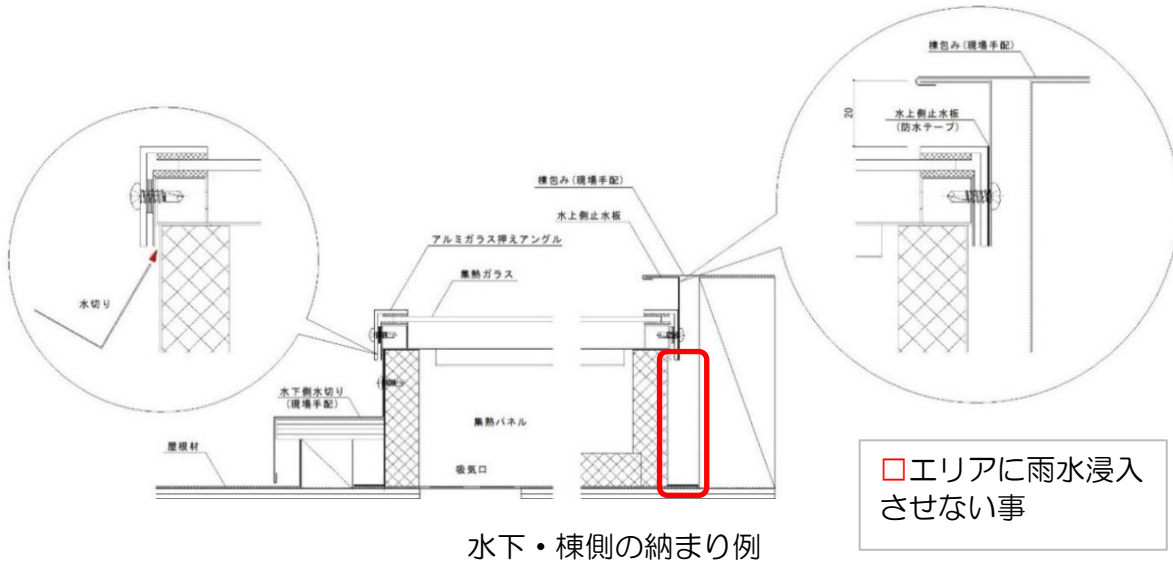 棟包み(現場手配)
20
水上側止水板
(防水テープ)
水切り
棟包み(現場手配)
水上側止水板
アルミガラス押えアングル
集熱ガラス
水下側水切り
(現場手配)
屋根材
集熱パネル
吸気口
□エリアに雨水浸入
させない事
水下・棟側の納まり例